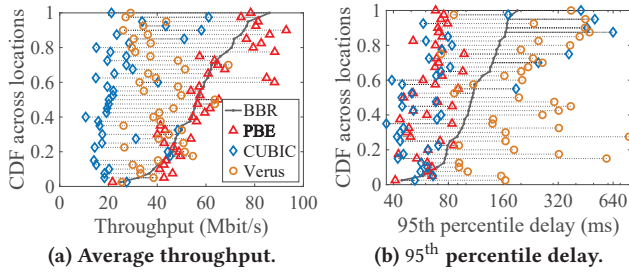 CDF across locations
1
0.8
0.6
0.4
0.2
0
0 20 40 60 80 100
Throughput (Mbit/s)
BBR
PBE
CUBIC
Verus
(a) Average throughput.
CDF across locations
1
0.8
0.6
0.4
0.2
0
40 80 160 320 640
95th percentile delay (ms)
(b) 95th percentile delay.